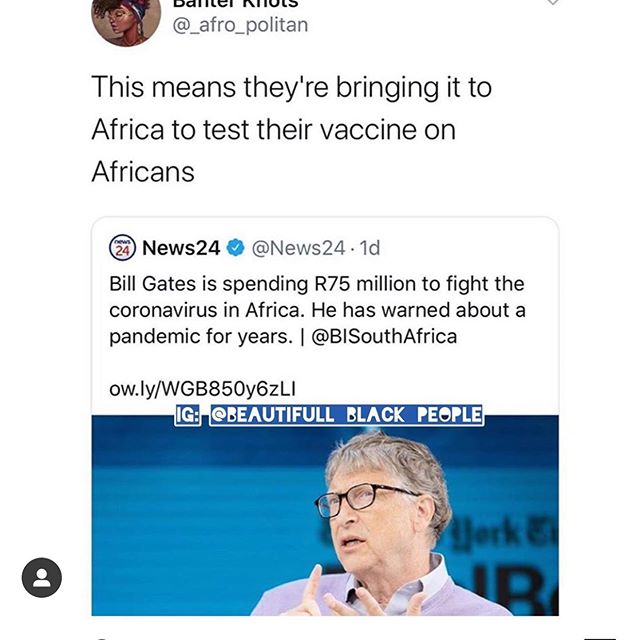 Banter Knots
@_afro_politan
This means they're bringing it to
Africa to test their vaccine on
Africans
news
24
News24 @News24 · 1d
Bill Gates is spending R75 million to fight the
coronavirus in Africa. He has warned about a
pandemic for years. | @BISouthAfrica
ow.ly/WGB850y6zLI
IG: @BEAUTIFULL BLACK PEOPLE